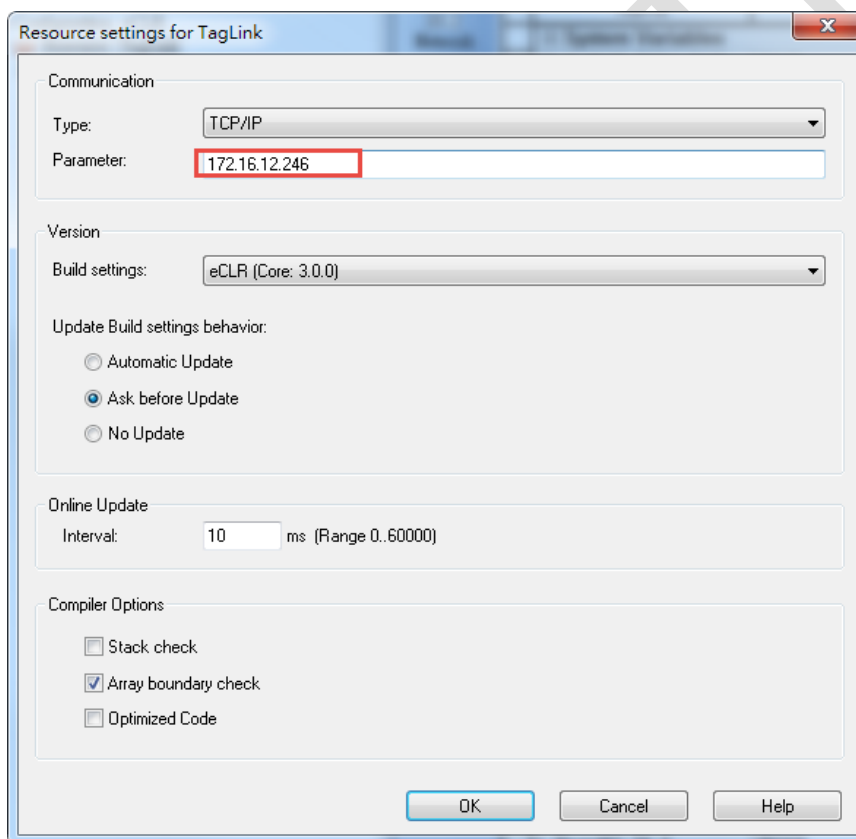 Resource settings for TagLink
System Variables
Communication
Type: TCP/IP
Parameter: 172.16.12.246
Version
Build settings: eCLR (Core: 3.0.0)
Update Build settings behavior:
Automatic Update
Ask before Update
No Update
Online Update
Interval: 10 ms (Range 0..60000)
Compiler Options
Stack check
Array boundary check
Optimized Code
OK Cancel Help